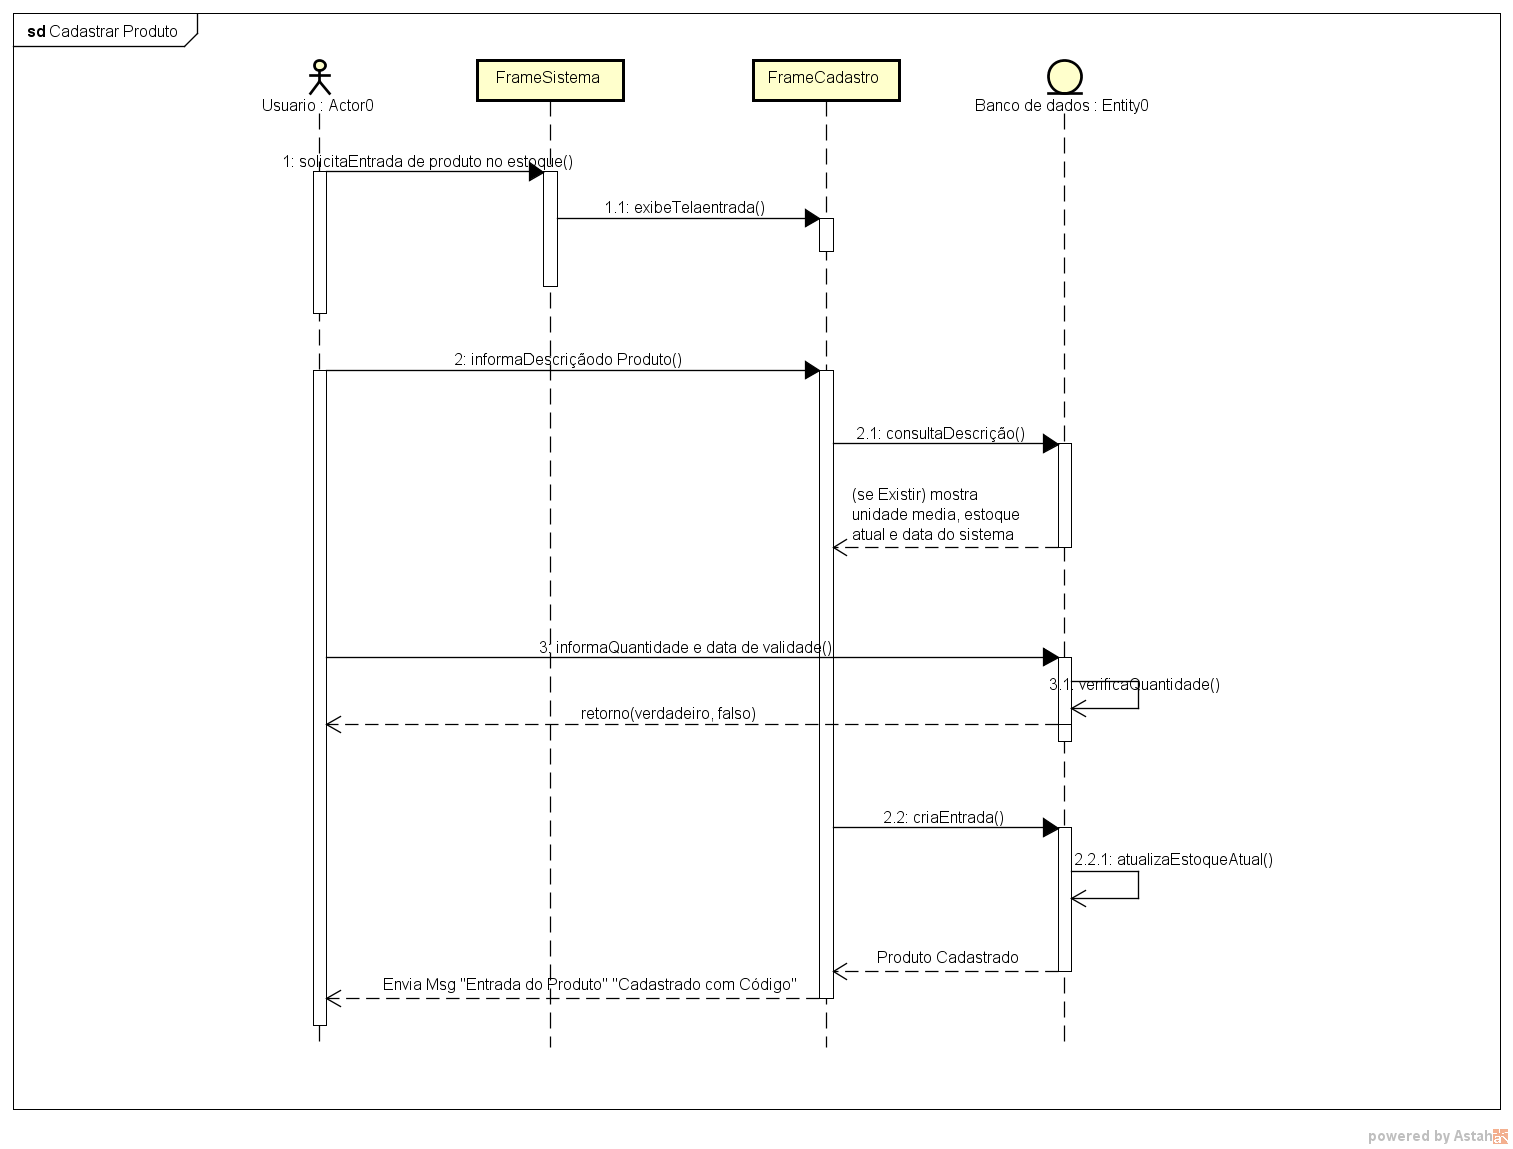 sd Cadastrar Produto
Usuario : Actor0
FrameSistema
FrameCadastro
Banco de dados : Entity0
1: solicitaEntrada de produto no estoque()
1.1: exibeTelaentrada()
2: informaDescriçãodo Produto()
2.1: consultaDescrição()
(se Existir) mostra
unidade media, estoque
atual e data do sistema
3: informaQuantidade e data de validade()
3.1: verificaQuantidade()
retorno(verdadeiro, falso)
2.2: criaEntrada()
2.2.1: atualizaEstoqueAtual()
Produto Cadastrado
Envia Msg "Entrada do Produto" "Cadastrado com Código"
powered by Astah